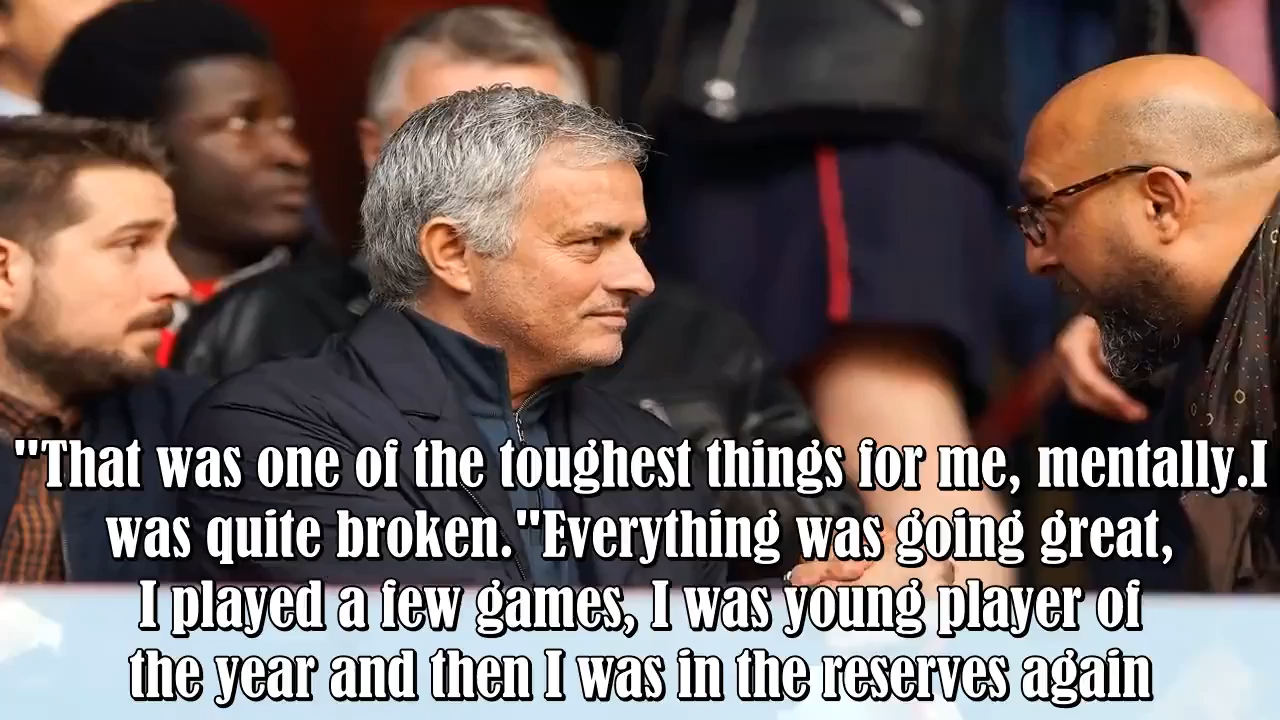 "That was one of the toughest things for me, mentally.I
was quite broken."Everything was going great,
I played a few games, I was young player of
the year and then I was in the reserves again